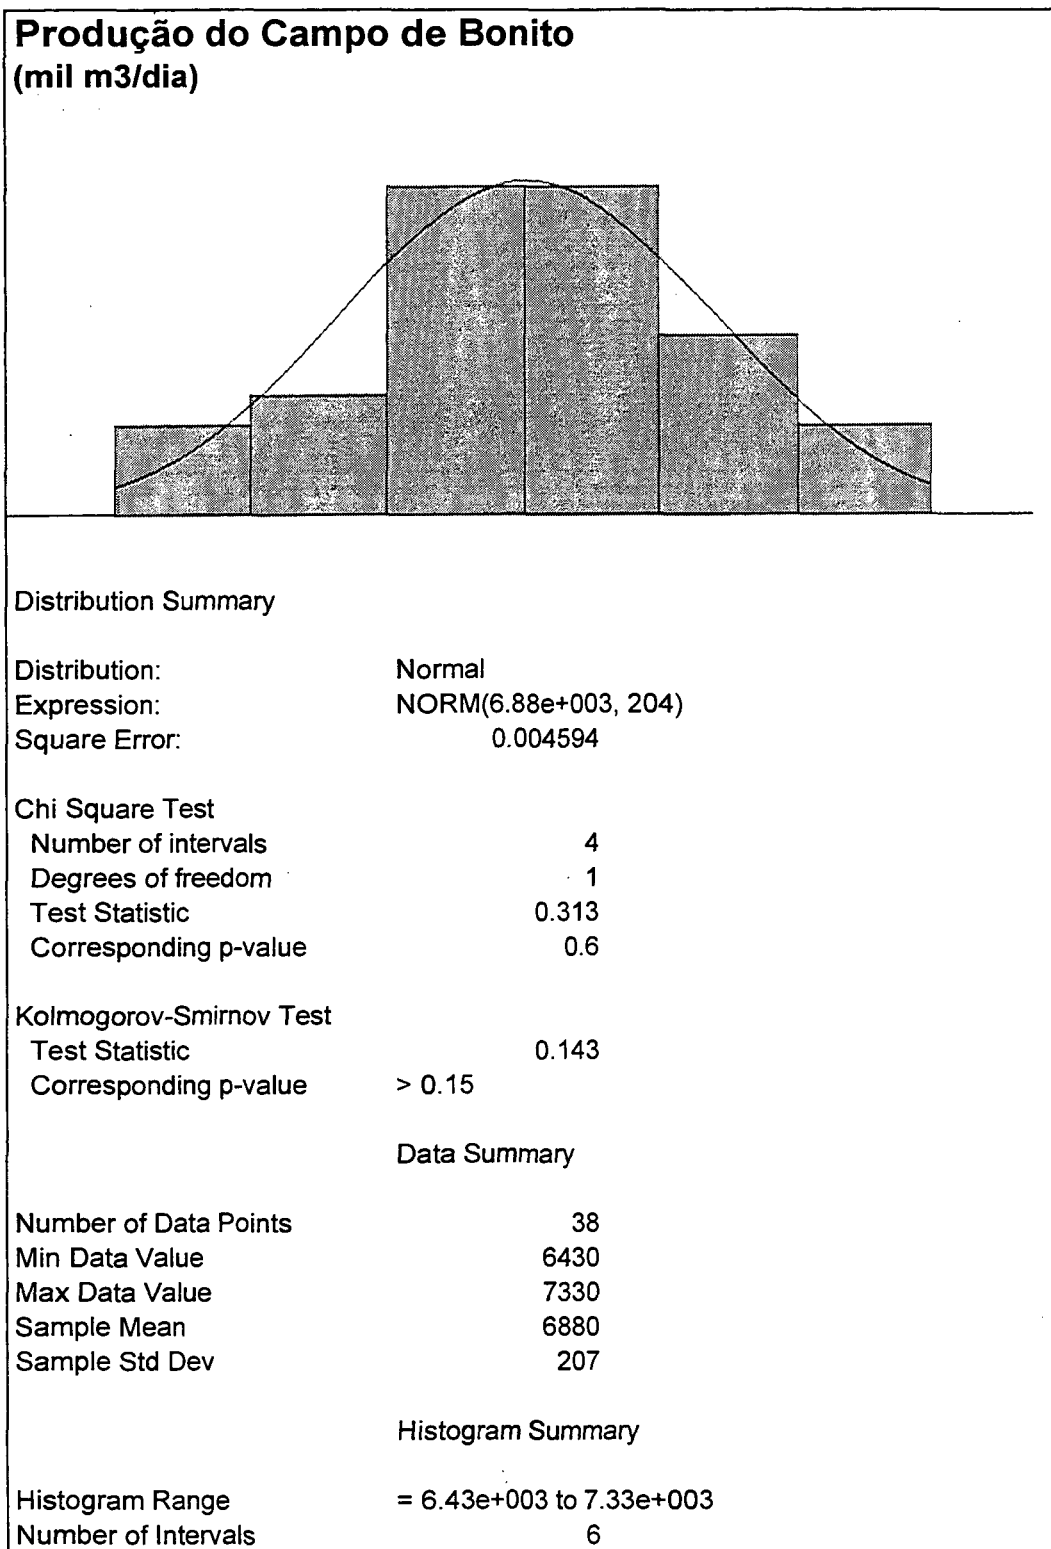 Produção do Campo de Bonito
(mil m3/dia)
Distribution Summary
Distribution: Normal
Expression: NORM(6.88e+003, 204)
Square Error: 0.004594
Chi Square Test
Number of intervals 4
Degrees of freedom 1
Test Statistic 0.313
Corresponding p-value 0.6
Kolmogorov-Smirnov Test
Test Statistic 0.143
Corresponding p-value > 0.15
Data Summary
Number of Data Points 38
Min Data Value 6430
Max Data Value 7330
Sample Mean 6880
Sample Std Dev 207
Histogram Summary
Histogram Range = 6.43e+003 to 7.33e+003
Number of Intervals 6